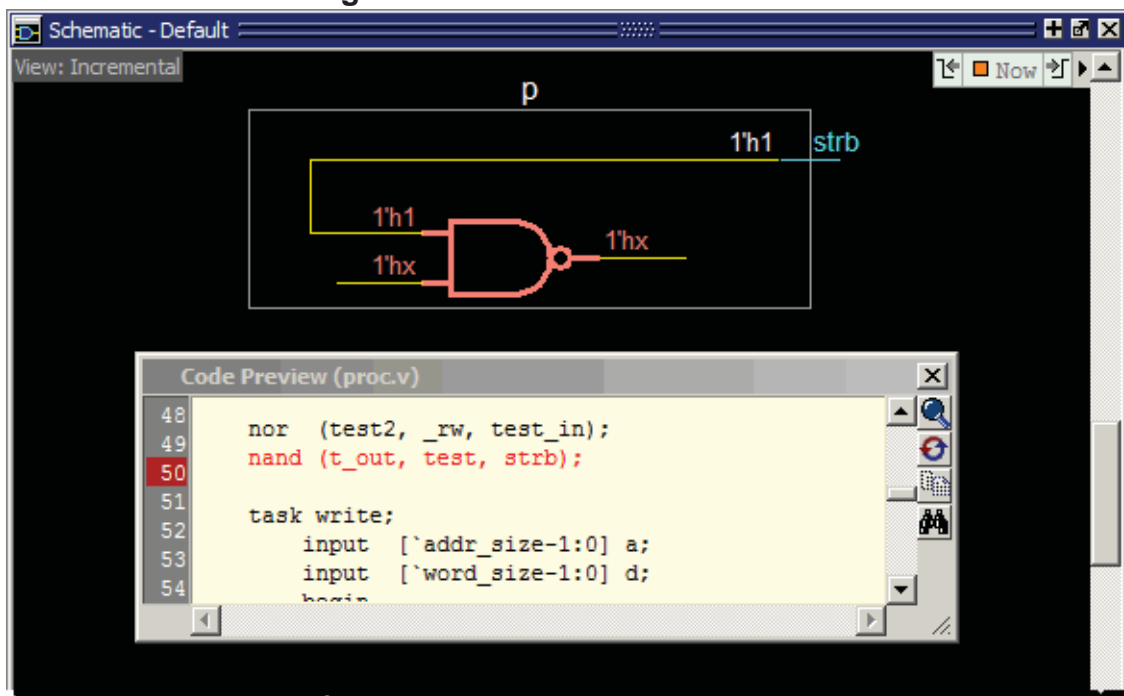 Schematic - Default
View: Incremental
Now
p
1'h1 strb
1'h1
1'hx
1'hx
Code Preview (proc.v)
48 nor (test2, _rw, test_in);
49 nand (t_out, test, strb);
50
51 task write;
52 input [`addr_size-1:0] a;
53 input [`word_size-1:0] d;
54 begin